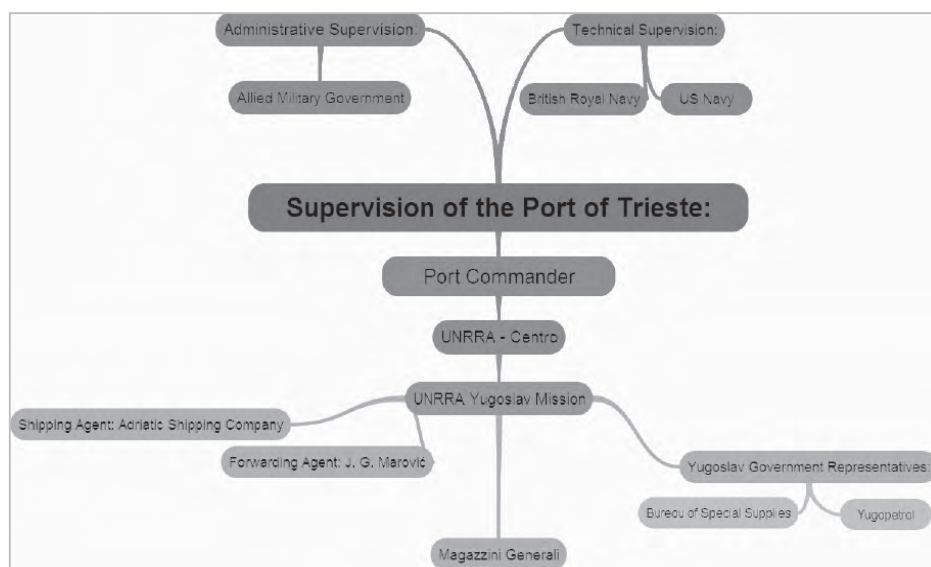 Administrative Supervision:
Technical Supervision:
Allied Military Government
British Royal Navy
US Navy
Supervision of the Port of Trieste:
Port Commander
UNRRA - Centro
UNRRA Yugoslav Mission
Shipping Agent: Adriatic Shipping Company
Forwarding Agent: J. G. Marović
Yugoslav Government Representatives:
Bureou of Special Supplies
Yugopetrol
Magazzini Generali